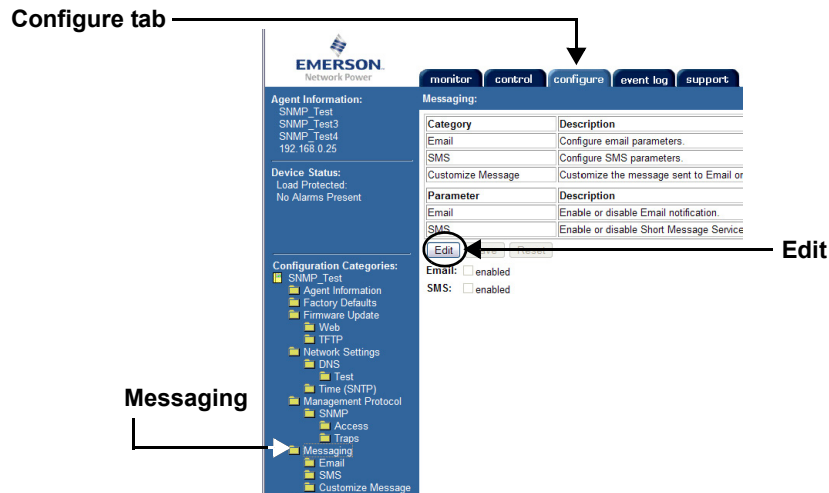 Configure tab
EMERSON.
Network Power
monitor control configure event log support
Agent Information:
SNMP_Test
SNMP_Test3
SNMP_Test4
192.168.0.25
Device Status:
Load Protected:
No Alarms Present
Messaging:
Category Description
Email Configure email parameters.
SMS Configure SMS parameters.
Customize Message Customize the message sent to Email or
Parameter Description
Email Enable or disable Email notification.
SMS Enable or disable Short Message Service
Edit Reset
Edit
Email: enabled
SMS: enabled
Configuration Categories:
SNMP_Test
Agent Information
Factory Defaults
Firmware Update
Web
TFTP
Network Settings
DNS
Test
Time (SNTP)
Management Protocol
SNMP
Access
Traps
Messaging
Messaging
Email
SMS
Customize Message